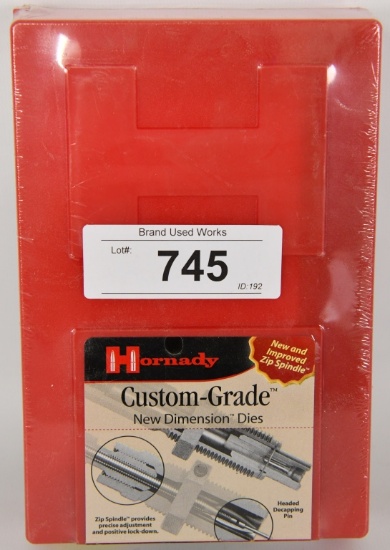 Brand Used Works
Lot#:
745
ID:192
Hornady
New and
Improved
Zip Spindle™
Custom-Grade™
New Dimension™ Dies
Zip Spindle™ provides
precise adjustment
and positive lock-down.
Headed
Decapping
Pin